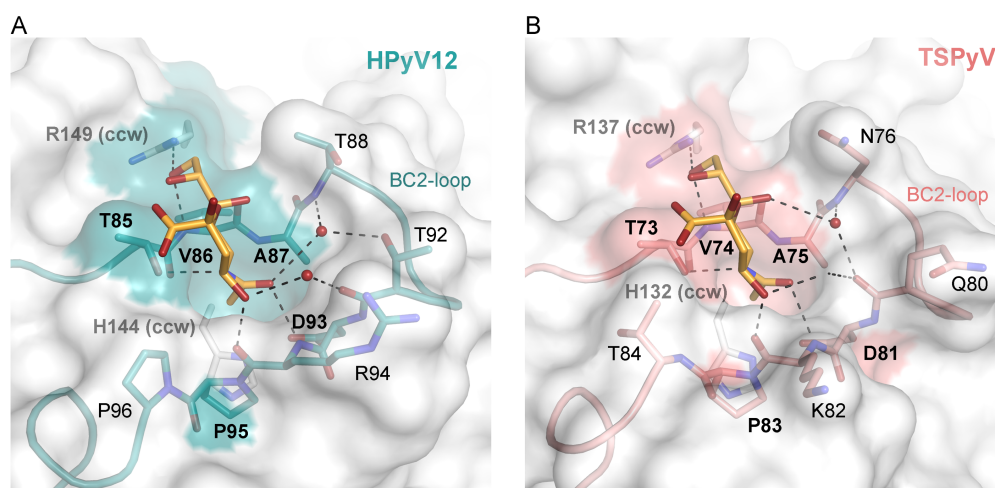 A
HPyV12
R149 (ccw)
T88
BC2-loop
T85
V86
A87
T92
H144 (ccw)
D93
R94
P96
P95
B
TSPyV
R137 (ccw)
N76
BC2-loop
T73
V74
A75
Q80
H132 (ccw)
T84
D81
K82
P83